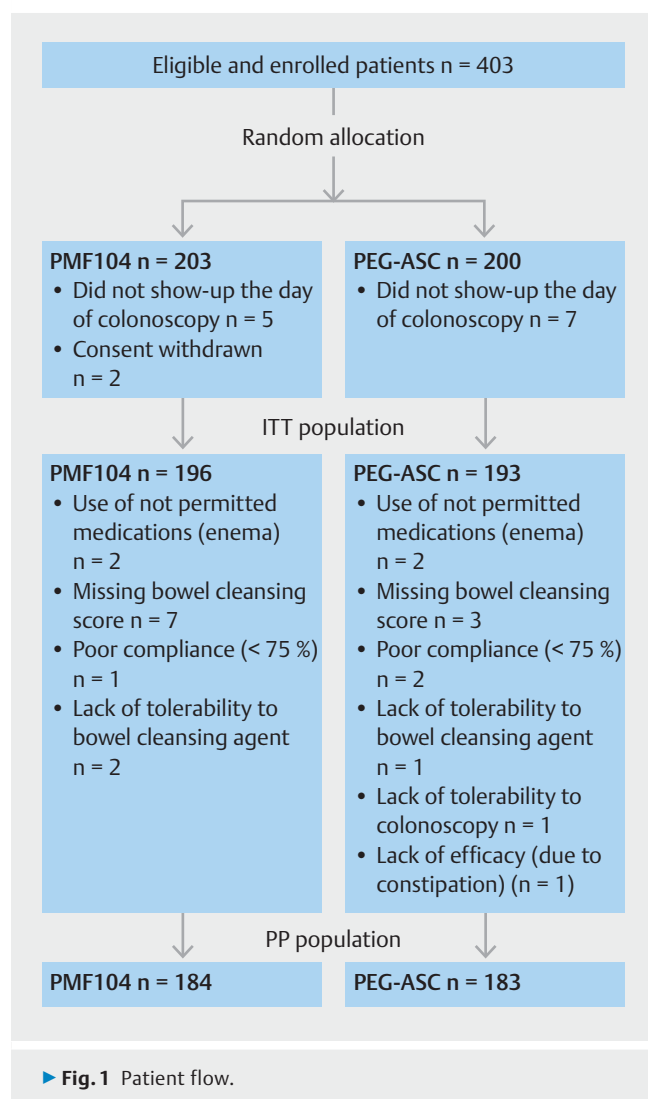 Eligible and enrolled patients n = 403
Random allocation
PMF104 n = 203
• Did not show-up the day
of colonoscopy n = 5
• Consent withdrawn
n = 2
PEG-ASC n = 200
• Did not show-up the day
of colonoscopy n = 7
ITT population
PMF104 n = 196
• Use of not permitted
medications (enema)
n = 2
• Missing bowel cleansing
score n = 7
• Poor compliance (< 75 %)
n = 1
• Lack of tolerability to
bowel cleansing agent
n = 2
PEG-ASC n = 193
• Use of not permitted
medications (enema)
n = 2
• Missing bowel cleansing
score n = 3
• Poor compliance (< 75 %)
n = 2
• Lack of tolerability to
bowel cleansing agent
n = 1
• Lack of tolerability to
colonoscopy n = 1
• Lack of efficacy (due to
constipation) (n = 1)
PP population
PMF104 n = 184
PEG-ASC n = 183
▶ Fig. 1 Patient flow.